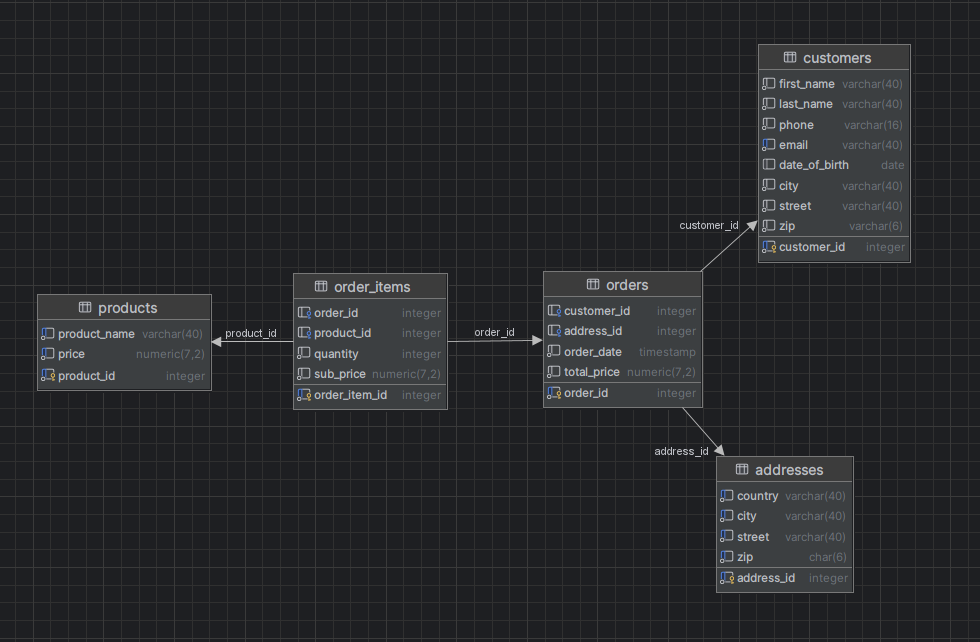 customers
first_name varchar(40)
last_name varchar(40)
phone varchar(16)
email varchar(40)
date_of_birth date
city varchar(40)
street varchar(40)
zip varchar(6)
customer_id integer
customer_id
products
product_name varchar(40)
price numeric(7,2)
product_id integer
product_id
order_items
order_id integer
product_id integer
quantity integer
sub_price numeric(7,2)
order_item_id integer
order_id
orders
customer_id integer
address_id integer
order_date timestamp
total_price numeric(7,2)
order_id integer
address_id
addresses
country varchar(40)
city varchar(40)
street varchar(40)
zip char(6)
address_id integer